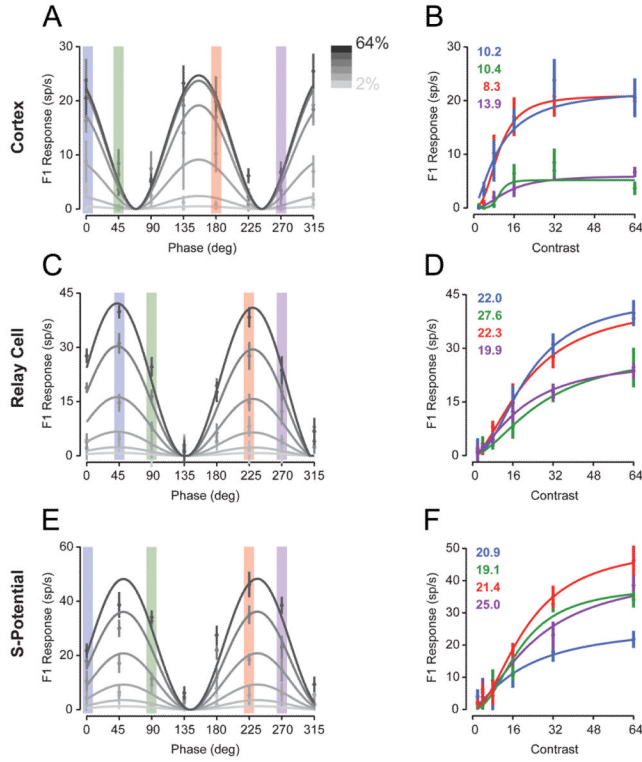 A
B
Cortex
F1 Response (sp/s)
30
20
10
0
0 45 90 135 180 225 270 315
Phase (deg)
64%
2%
F1 Response (sp/s)
30
20
10
0
10.2
10.4
8.3
13.9
0 16 32 48 64
Contrast
C
D
Relay Cell
F1 Response (sp/s)
45
30
15
0
0 45 90 135 180 225 270 315
Phase (deg)
F1 Response (sp/s)
45
30
15
0
22.0
27.6
22.3
19.9
0 16 32 48 64
Contrast
E
F
S-Potential
F1 Response (sp/s)
60
40
20
0
0 45 90 135 180 225 270 315
Phase (deg)
F1 Response (sp/s)
50
40
30
20
10
0
20.9
19.1
21.4
25.0
0 16 32 48 64
Contrast